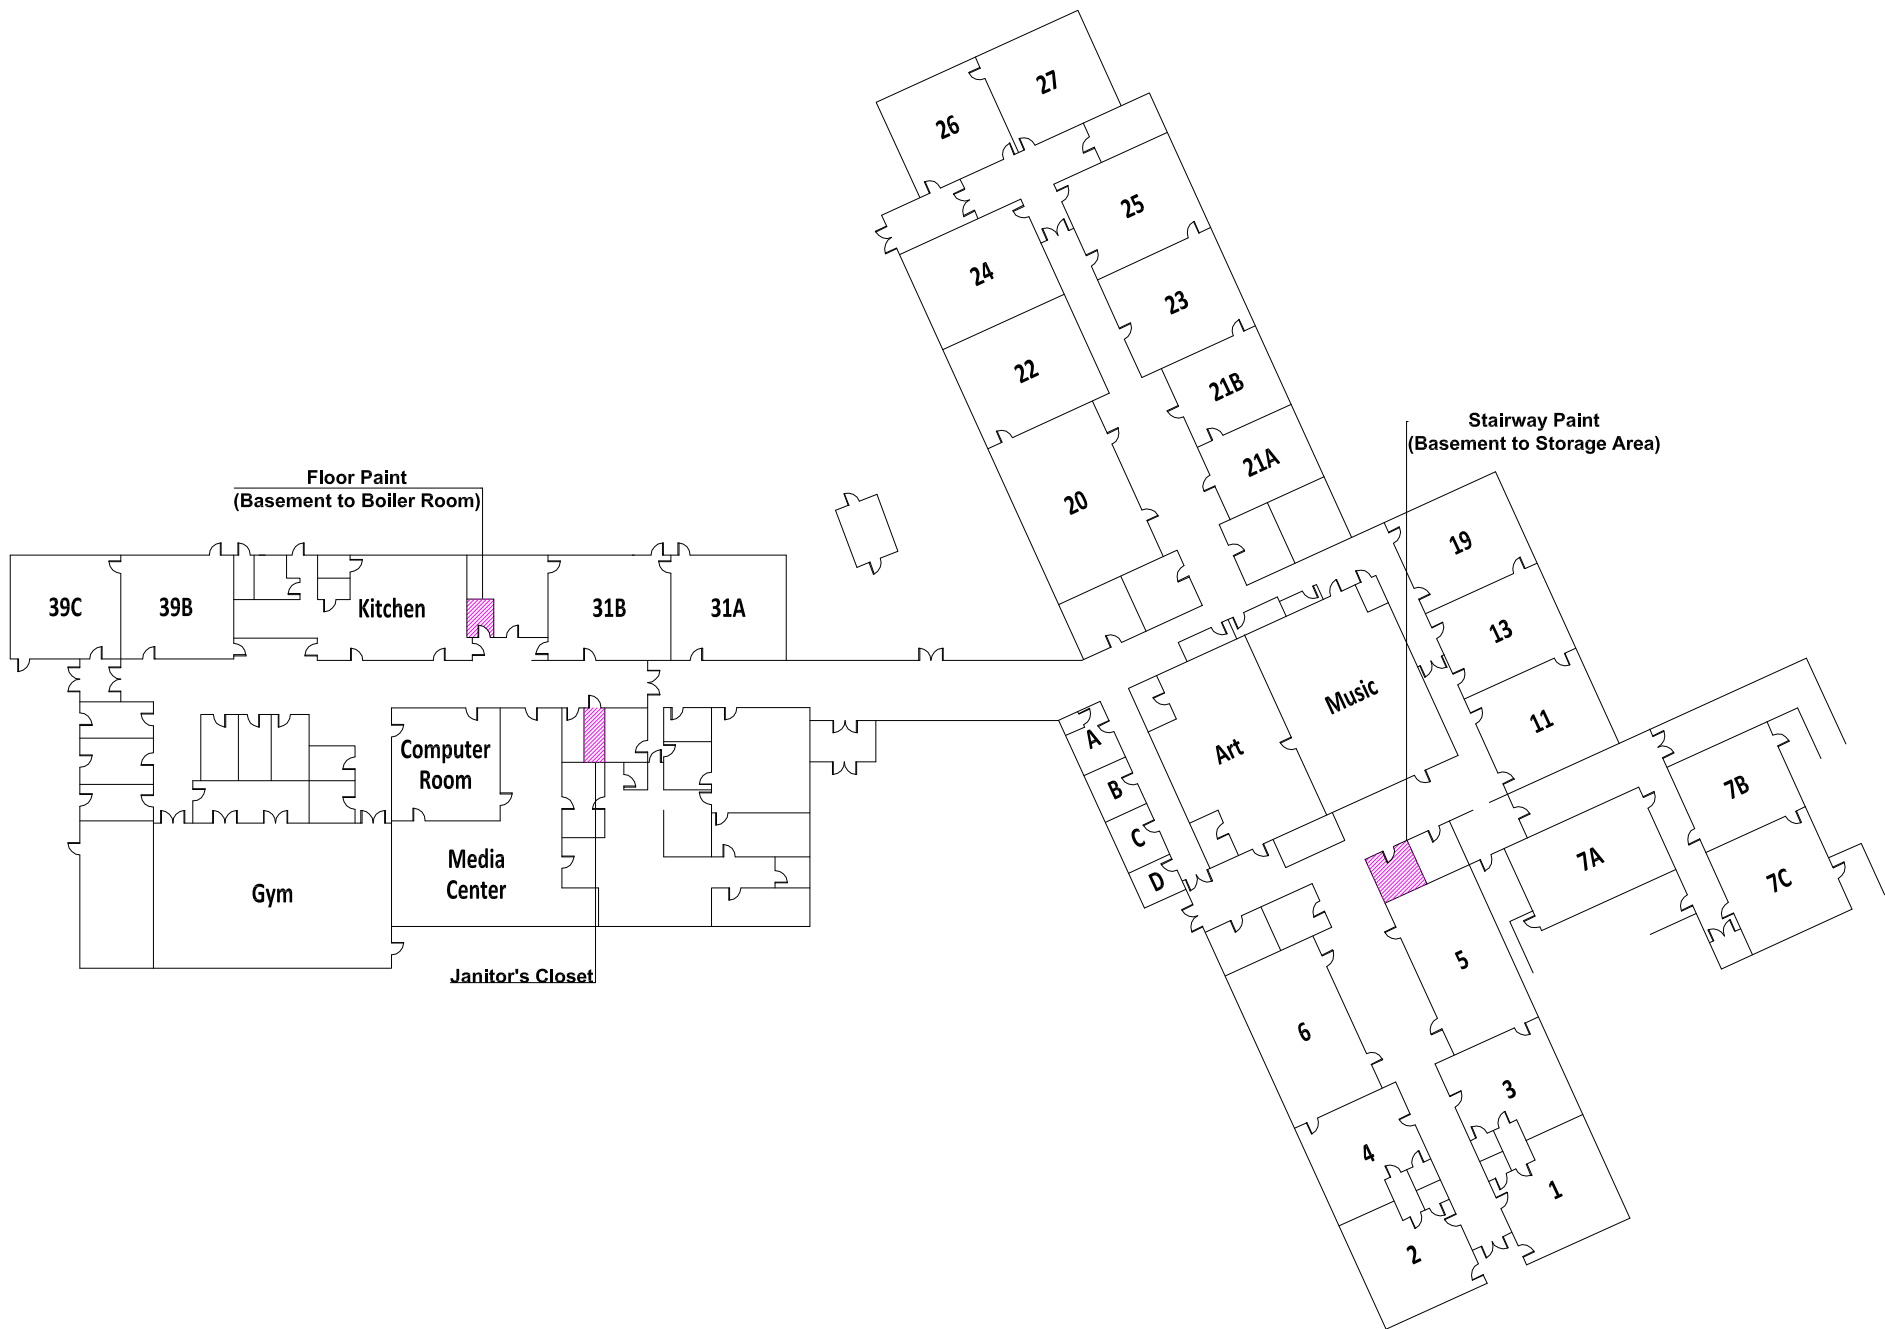 27
26
25
24
23
22
21B
21A
20
Stairway Paint
(Basement to Storage Area)
Floor Paint
(Basement to Boiler Room)
19
39C
39B
Kitchen
31B
31A
13
Music
11
Art
A
B
C
D
Computer
Room
Media
Center
Gym
7B
7A
7C
5
Janitor's Closet
6
3
4
1
2